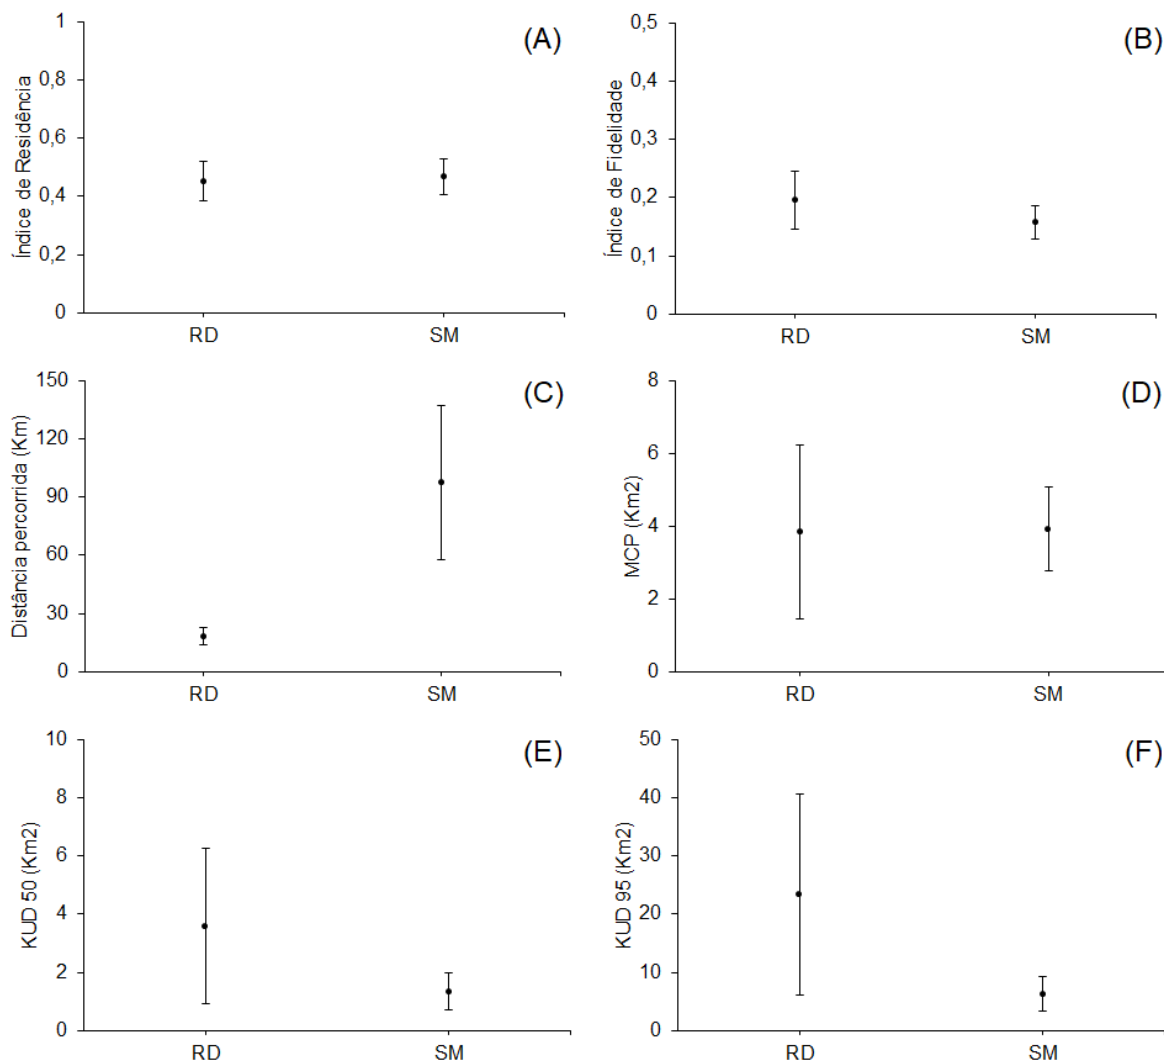 (A)
Índice de Residência
1
0,8
0,6
0,4
0,2
0
RD SM
(B)
Índice de Fidelidade
0,5
0,4
0,3
0,2
0,1
0
RD SM
(C)
Distância percorrida (Km)
150
120
90
60
30
0
RD SM
(D)
MCP (Km2)
8
6
4
2
0
RD SM
(E)
KUD 50 (Km2)
10
8
6
4
2
0
RD SM
(F)
KUD 95 (Km2)
50
40
30
20
10
0
RD SM